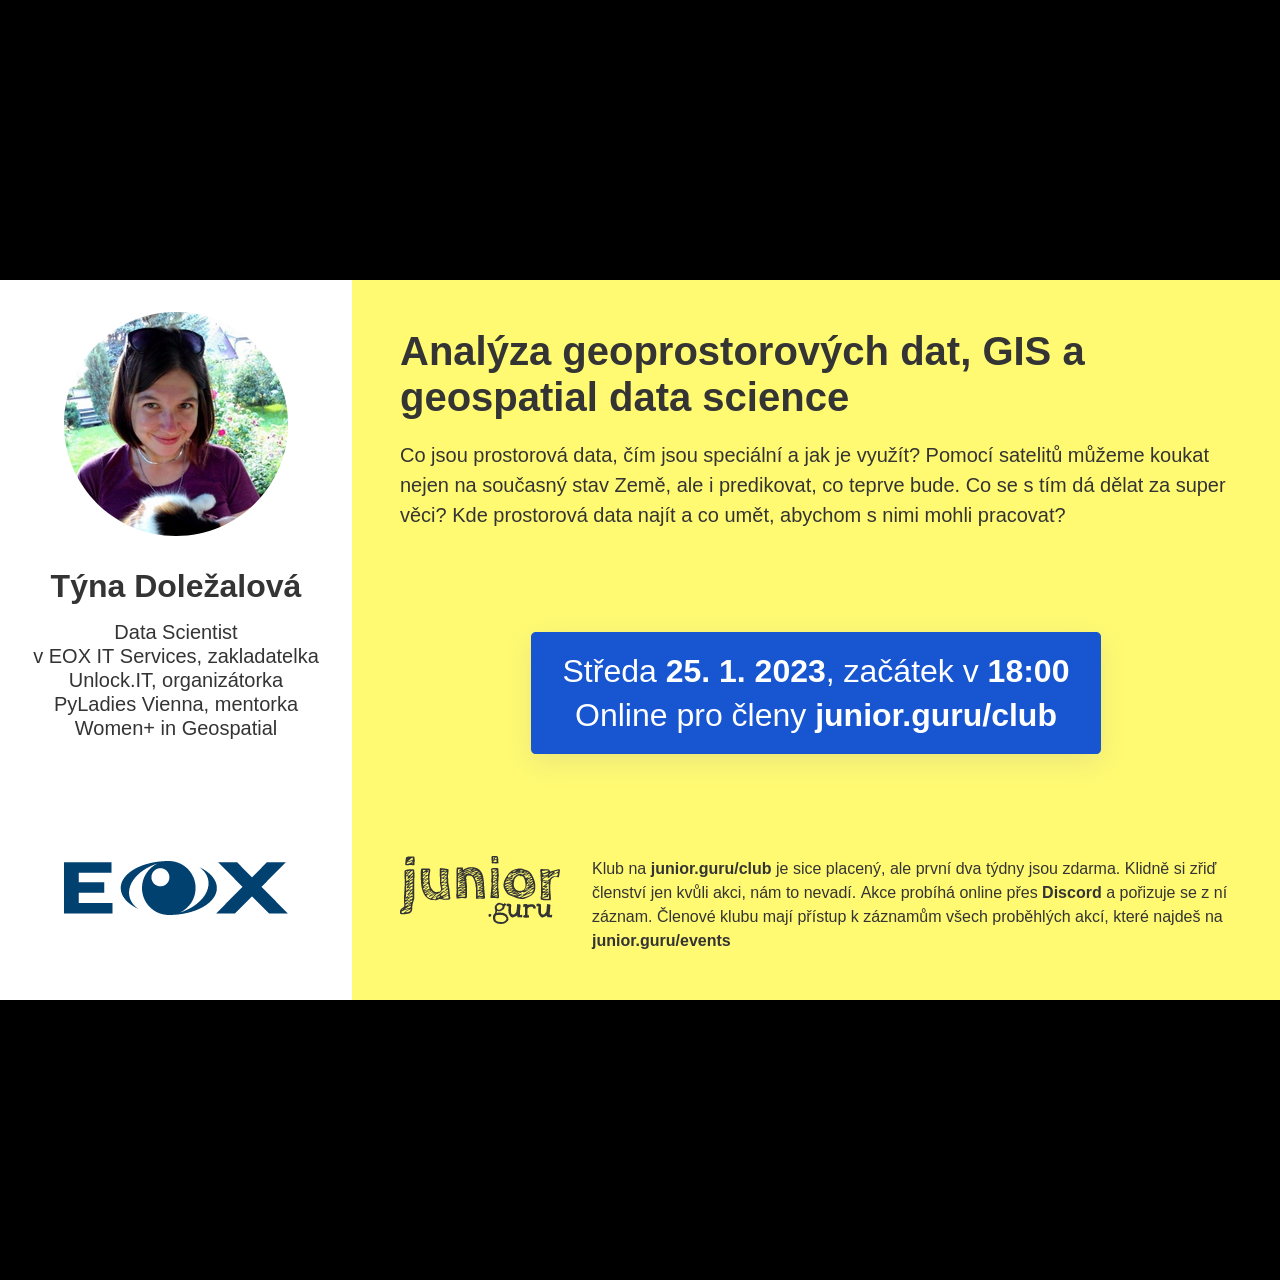 Týna Doležalová
Data Scientist
v EOX IT Services, zakladatelka
Unlock.IT, organizátorka
PyLadies Vienna, mentorka
Women+ in Geospatial
EOX
Analýza geoprostorových dat, GIS a
geospatial data science
Co jsou prostorová data, čím jsou speciální a jak je využít? Pomocí satelitů můžeme koukat
nejen na současný stav Země, ale i predikovat, co teprve bude. Co se s tím dá dělat za super
věci? Kde prostorová data najít a co umět, abychom s nimi mohli pracovat?
Středa 25. 1. 2023, začátek v 18:00
Online pro členy junior.guru/club
junior
.guru
Klub na junior.guru/club je sice placený, ale první dva týdny jsou zdarma. Klidně si zřiď
členství jen kvůli akci, nám to nevadí. Akce probíhá online přes Discord a pořizuje se z ní
záznam. Členové klubu mají přístup k záznamům všech proběhlých akcí, které najdeš na
junior.guru/events